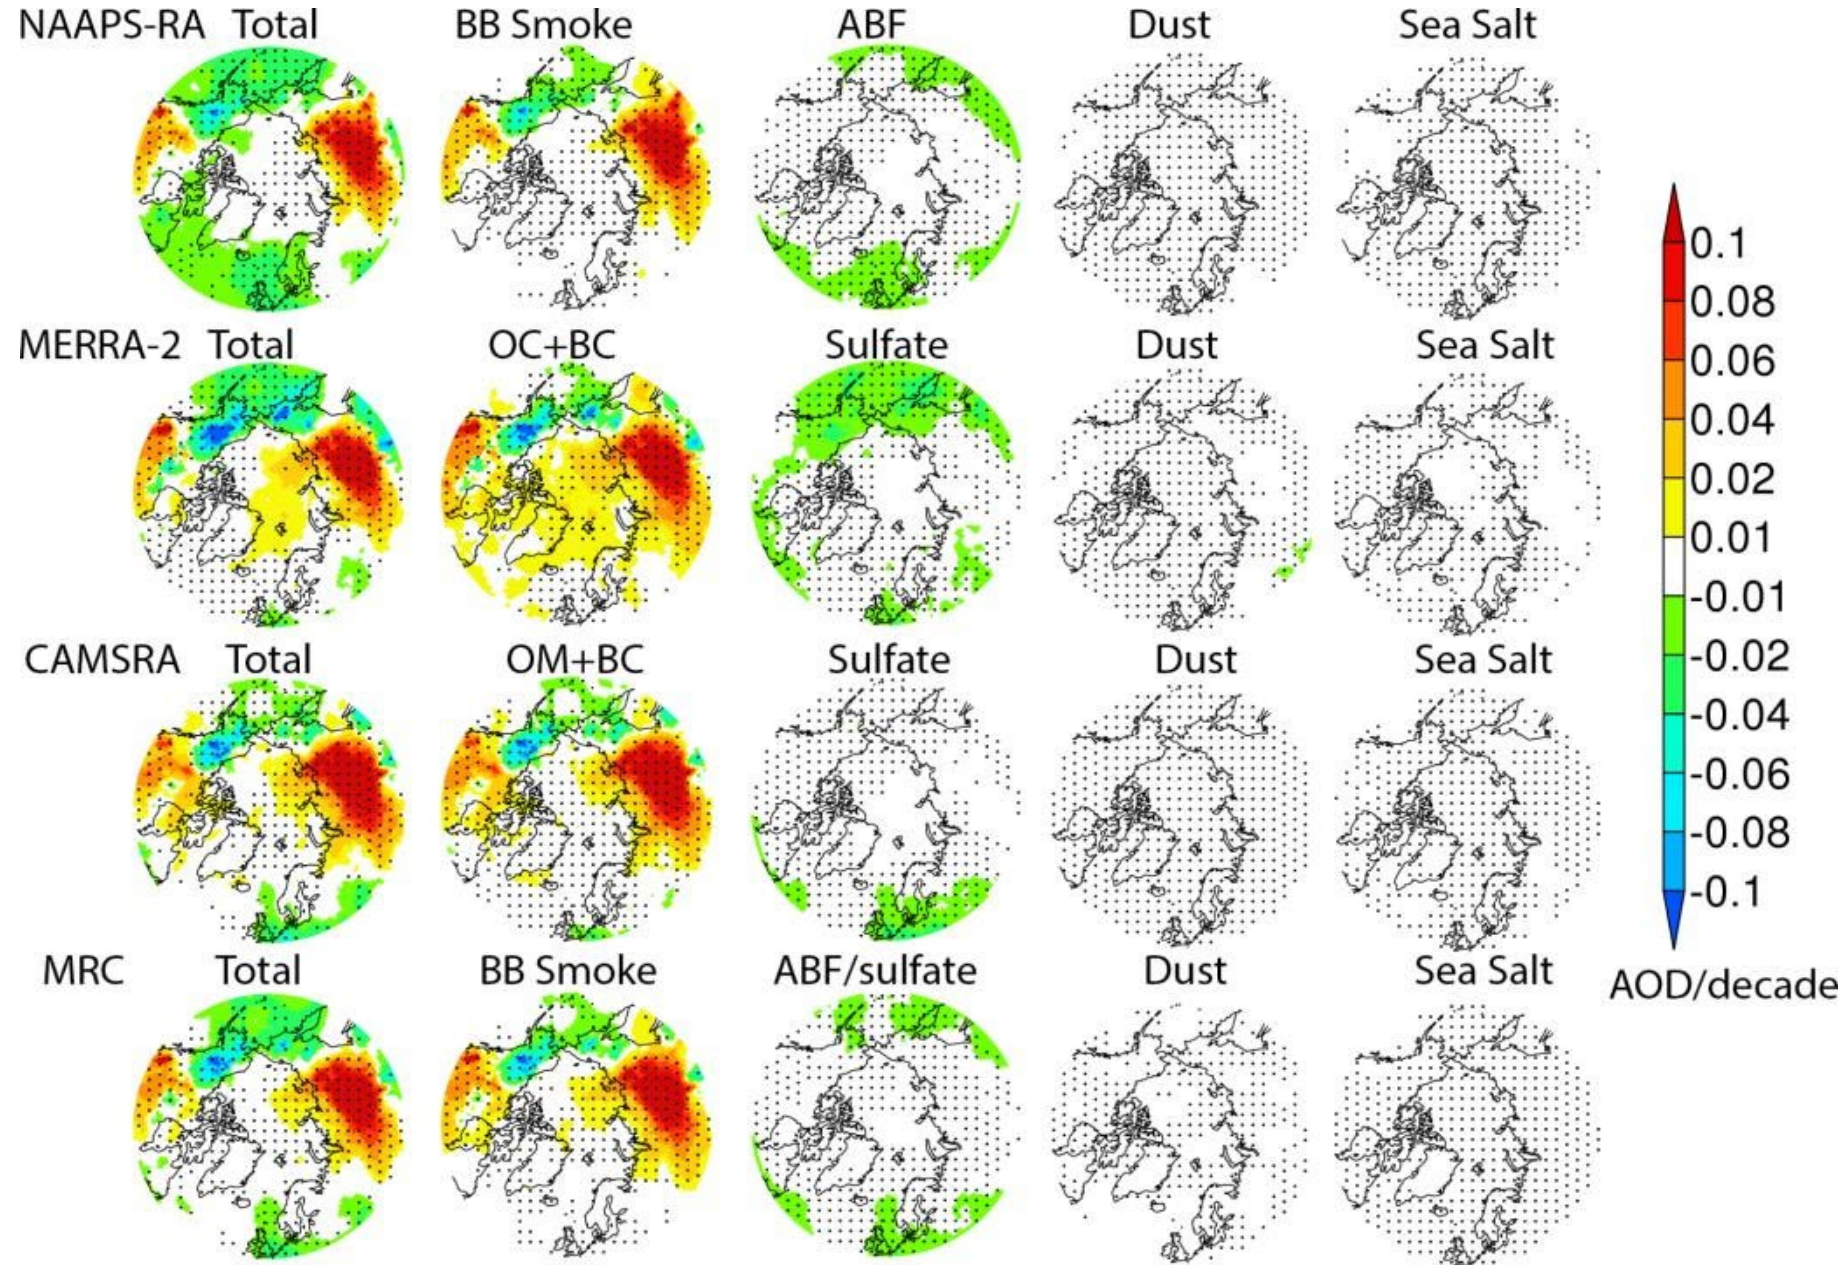 NAAPS-RA Total BB Smoke ABF Dust Sea Salt
MERRA-2 Total OC+BC Sulfate Dust Sea Salt
CAMSRA Total OM+BC Sulfate Dust Sea Salt
MRC Total BB Smoke ABF/sulfate Dust Sea Salt
0.1
0.08
0.06
0.04
0.02
0.01
-0.01
-0.02
-0.04
-0.06
-0.08
-0.1
AOD/decade